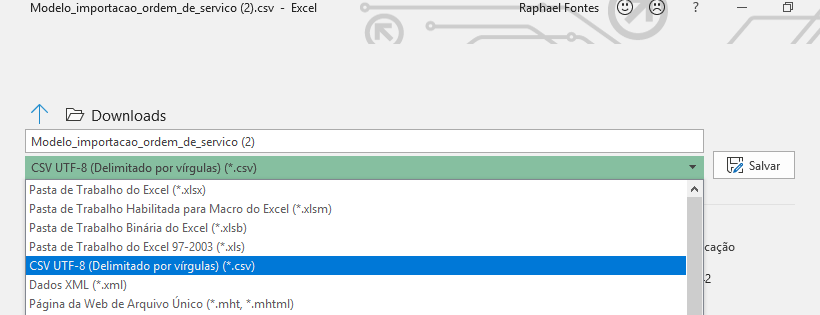 Modelo_importacao_ordem_de_servico (2).csv - Excel
Raphael Fontes
?
Downloads
Modelo_importacao_ordem_de_servico (2)
CSV UTF-8 (Delimitado por vírgulas) (*.csv)
Salvar
Pasta de Trabalho do Excel (*.xlsx)
Pasta de Trabalho Habilitada para Macro do Excel (*.xlsm)
Pasta de Trabalho Binária do Excel (*.xlsb)
Pasta de Trabalho do Excel 97-2003 (*.xls)
cação
CSV UTF-8 (Delimitado por vírgulas) (*.csv)
Dados XML (*.xml)
-2
Página da Web de Arquivo Único (*.mht, *.mhtml)